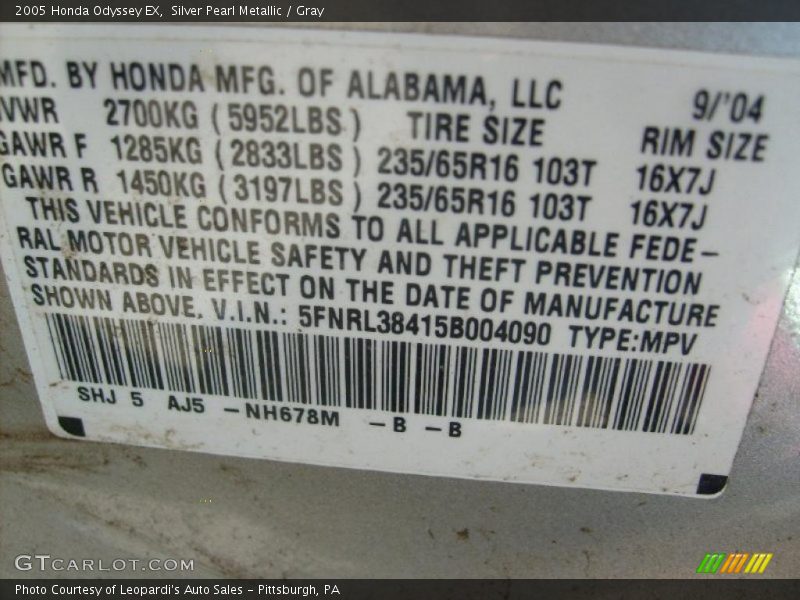 2005 Honda Odyssey EX,  Silver Pearl Metallic / Gray
MFD. BY HONDA MFG. OF ALABAMA, LLC 9/'04
VWR 2700KG (5952LBS) TIRE SIZE RIM SIZE
GAWR F 1285KG (2833LBS) 235/65R16 103T 16X7J
GAWR R 1450KG (3197LBS) 235/65R16 103T 16X7J
THIS VEHICLE CONFORMS TO ALL APPLICABLE FEDE-
RAL MOTOR VEHICLE SAFETY AND THEFT PREVENTION
STANDARDS IN EFFECT ON THE DATE OF MANUFACTURE
SHOWN ABOVE. V.I.N.: 5FNRL38415B004090 TYPE:MPV
SHJ 5 AJ5 -NH678M -B -B
GTCARLOT.COM
Photo Courtesy of Leopardi's Auto Sales - Pittsburgh, PA